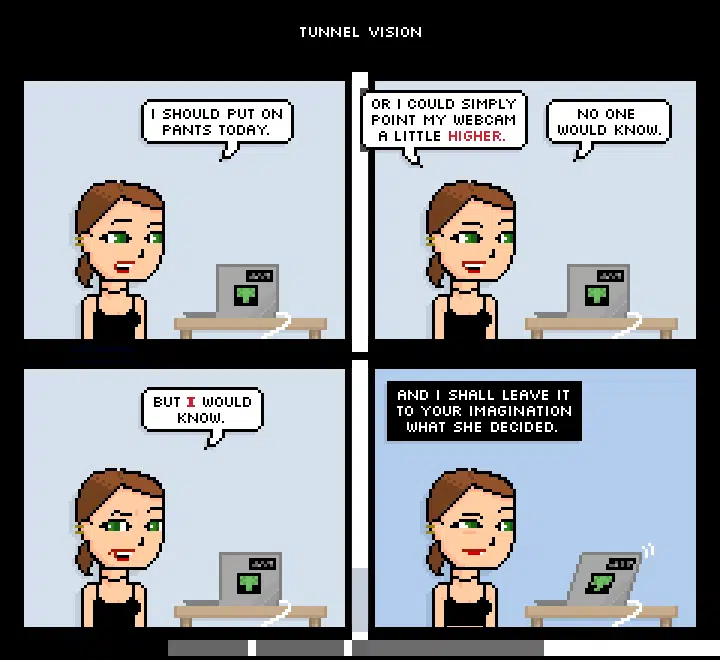 TUNNEL VISION
I SHOULD PUT ON
PANTS TODAY.
OR I COULD SIMPLY
POINT MY WEBCAM
A LITTLE HIGHER.
NO ONE
WOULD KNOW.
BUT I WOULD
KNOW.
AND I SHALL LEAVE IT
TO YOUR IMAGINATION
WHAT SHE DECIDED.